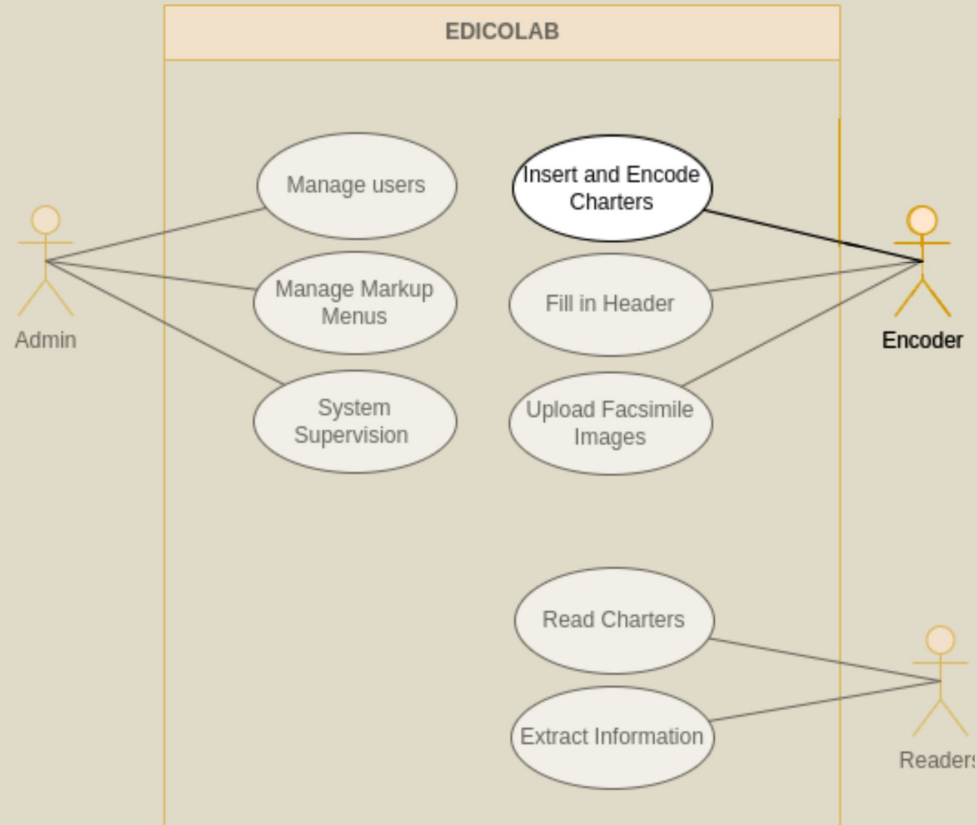 EDICOLAB
Manage users
Manage Markup
Menus
System
Supervision
Admin
Insert and Encode
Charters
Fill in Header
Upload Facsimile
Images
Encoder
Read Charters
Extract Information
Readers